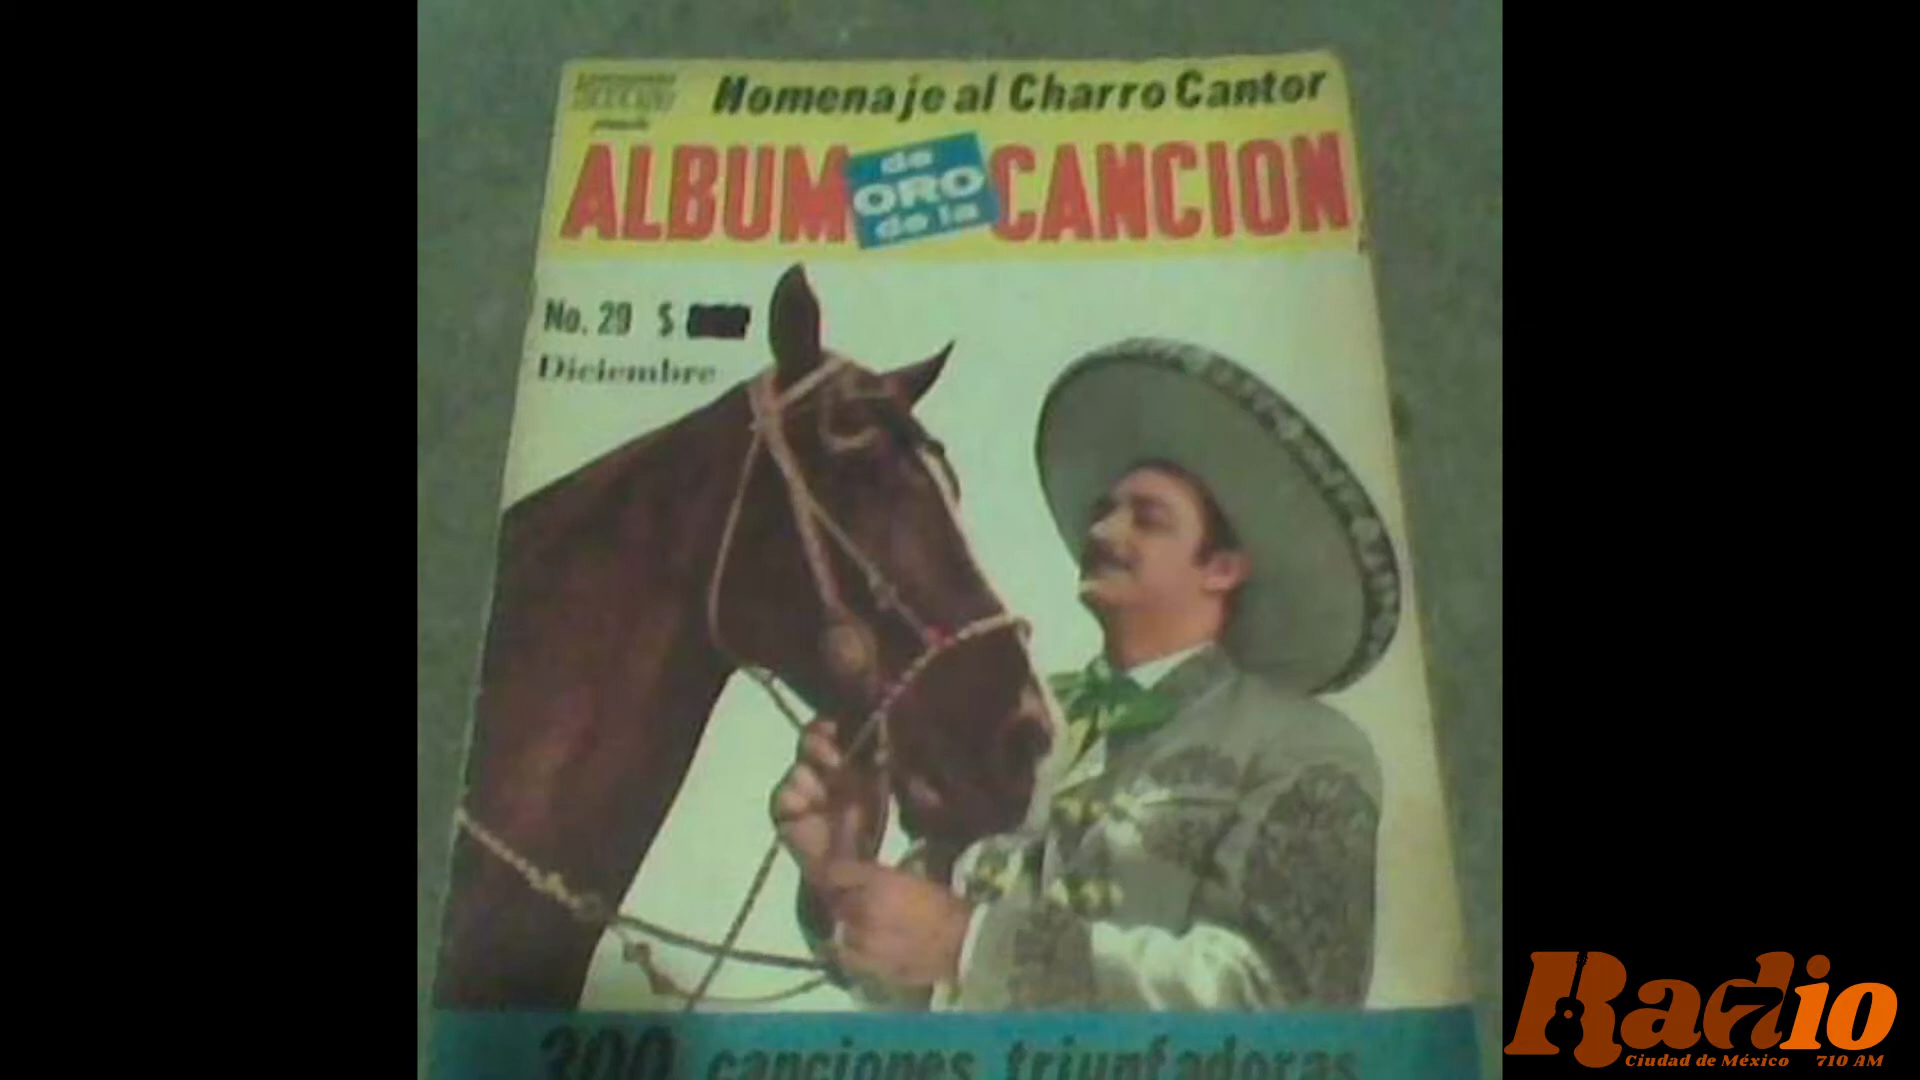 Homenaje al Charro Cantor
ALBUM de ORO de la CANCION
No. 29 $
Diciembre
300 canciones triunfadoras
Radio
Ciudad de México 710 AM